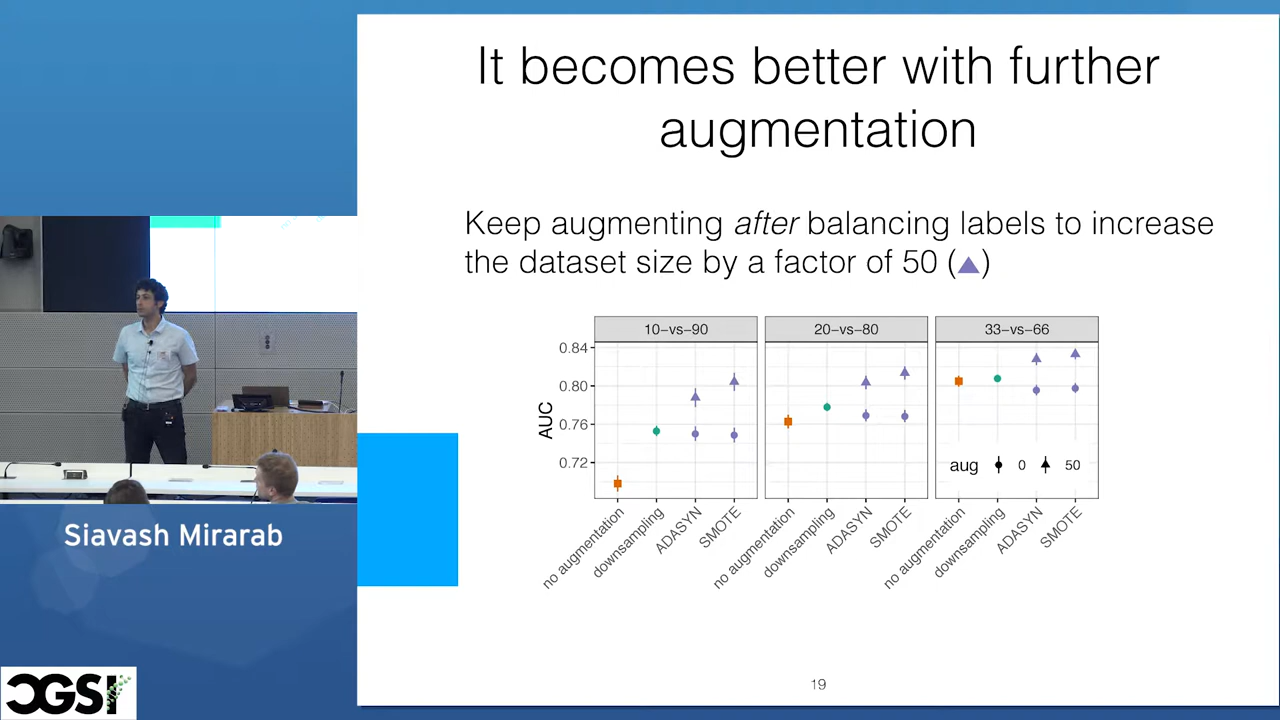 It becomes better with further
augmentation
Keep augmenting after balancing labels to increase
the dataset size by a factor of 50 (▲)
10-vs-90
20-vs-80
33-vs-66
0.84
0.80
0.76
0.72
AUC
aug
0
50
no augmentation
downsampling
ADASYN
SMOTE
no augmentation
downsampling
ADASYN
SMOTE
no augmentation
downsampling
ADASYN
SMOTE
Siavash Mirarab
CGSI
19